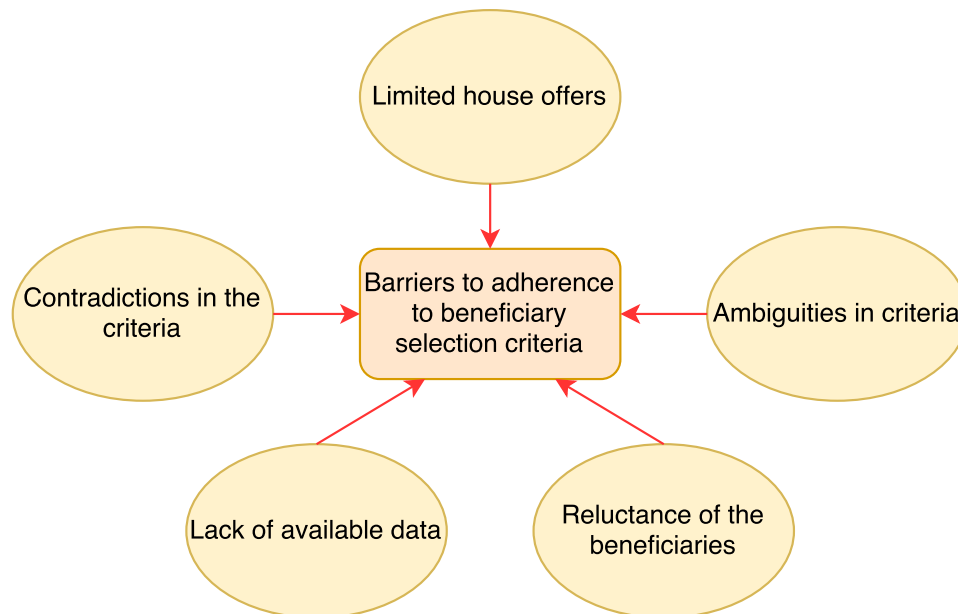 Limited house offers
Contradictions in the
criteria
Barriers to adherence
to beneficiary
selection criteria
Ambiguities in criteria
Lack of available data
Reluctance of the
beneficiaries